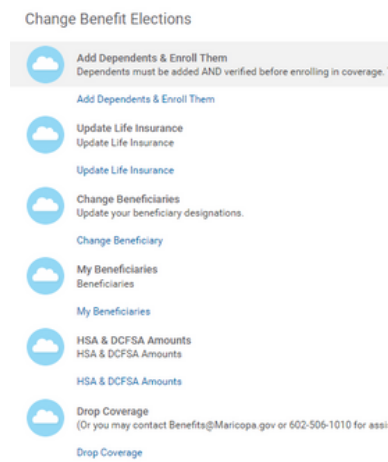 Change Benefit Elections
Add Dependents & Enroll Them
Dependents must be added AND verified before enrolling in coverage.
Add Dependents & Enroll Them
Update Life Insurance
Update Life Insurance
Update Life Insurance
Change Beneficiaries
Update your beneficiary designations.
Change Beneficiary
My Beneficiaries
Beneficiaries
My Beneficiaries
HSA & DCFSA Amounts
HSA & DCFSA Amounts
HSA & DCFSA Amounts
Drop Coverage
(Or you may contact Benefits@Maricopa.gov or 602-506-1010 for assi
Drop Coverage